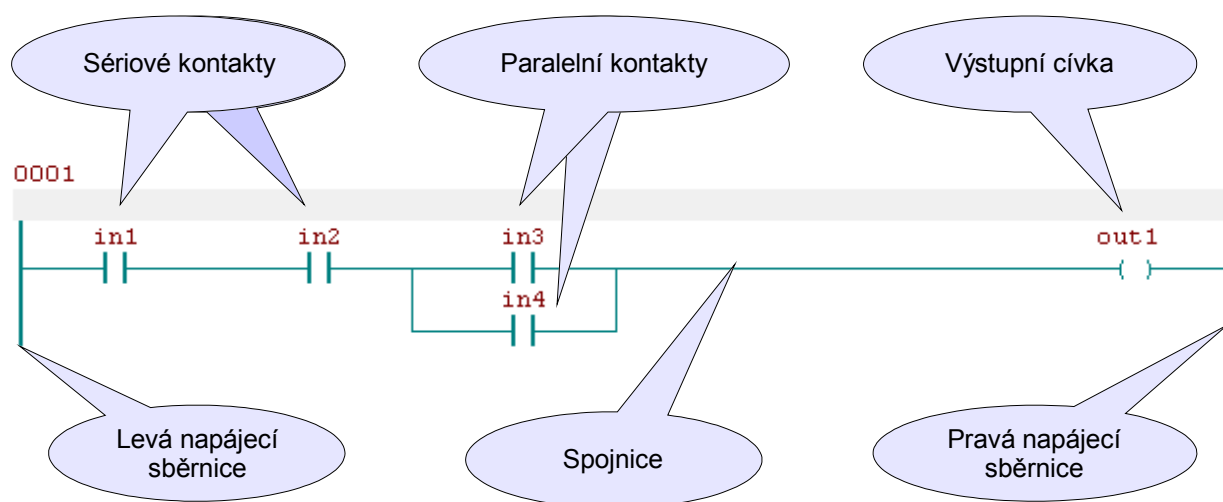 Sériové kontakty
Paralelní kontakty
Výstupní cívka
0001
in1
in2
in3
out1
in4
Levá napájecí
sběrnice
Spojnice
Pravá napájecí
sběrnice